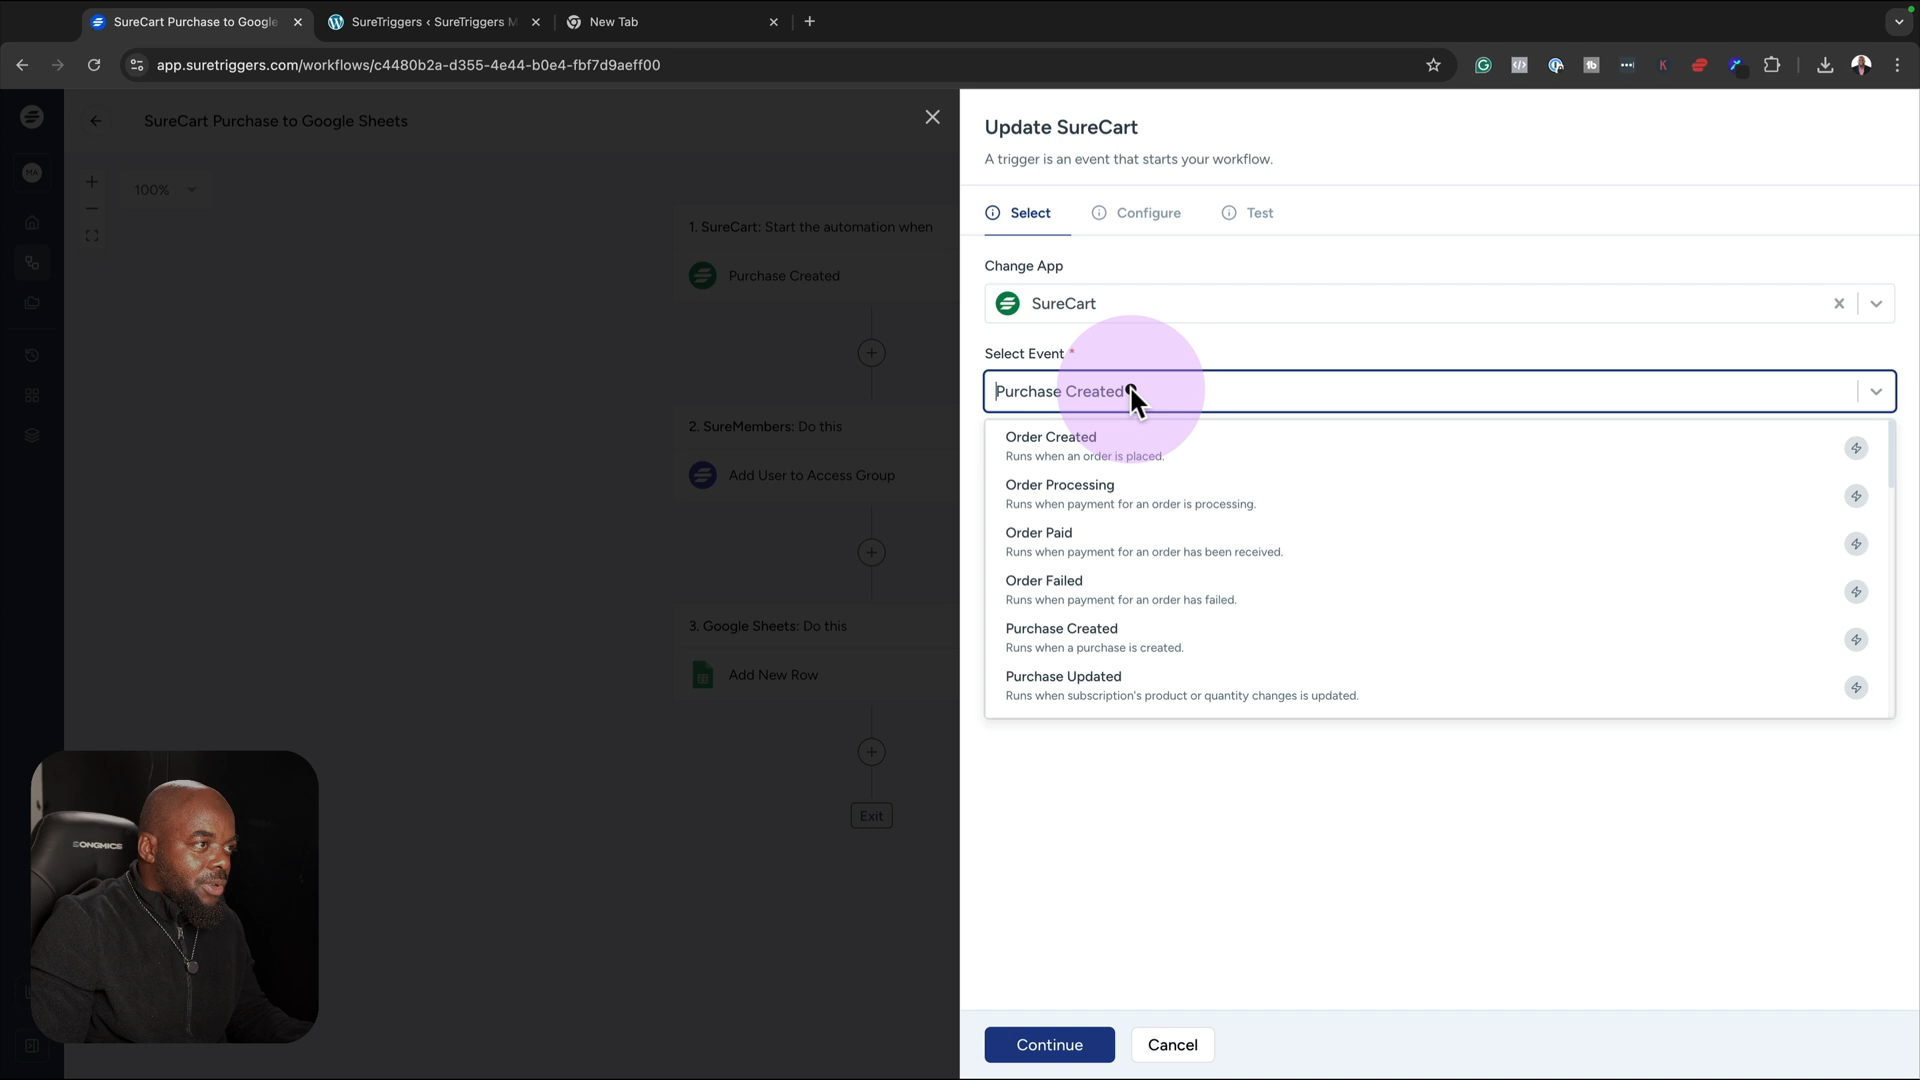 SureCart Purchase to Google
SureTriggers ‹ SureTriggers M
New Tab
app.suretriggers.com/workflows/c4480b2a-d355-4e44-b0e4-fbf7d9aeff00
SureCart Purchase to Google Sheets
MA
100%
1. SureCart: Start the automation when
Purchase Created
2. SureMembers: Do this
Add User to Access Group
3. Google Sheets: Do this
Add New Row
Exit
SONGMICS
Update SureCart
A trigger is an event that starts your workflow.
Select
Configure
Test
Change App
SureCart
Select Event *
Purchase Created
Order Created
Runs when an order is placed.
Order Processing
Runs when payment for an order is processing.
Order Paid
Runs when payment for an order has been received.
Order Failed
Runs when payment for an order has failed.
Purchase Created
Runs when a purchase is created.
Purchase Updated
Runs when subscription's product or quantity changes is updated.
Continue
Cancel